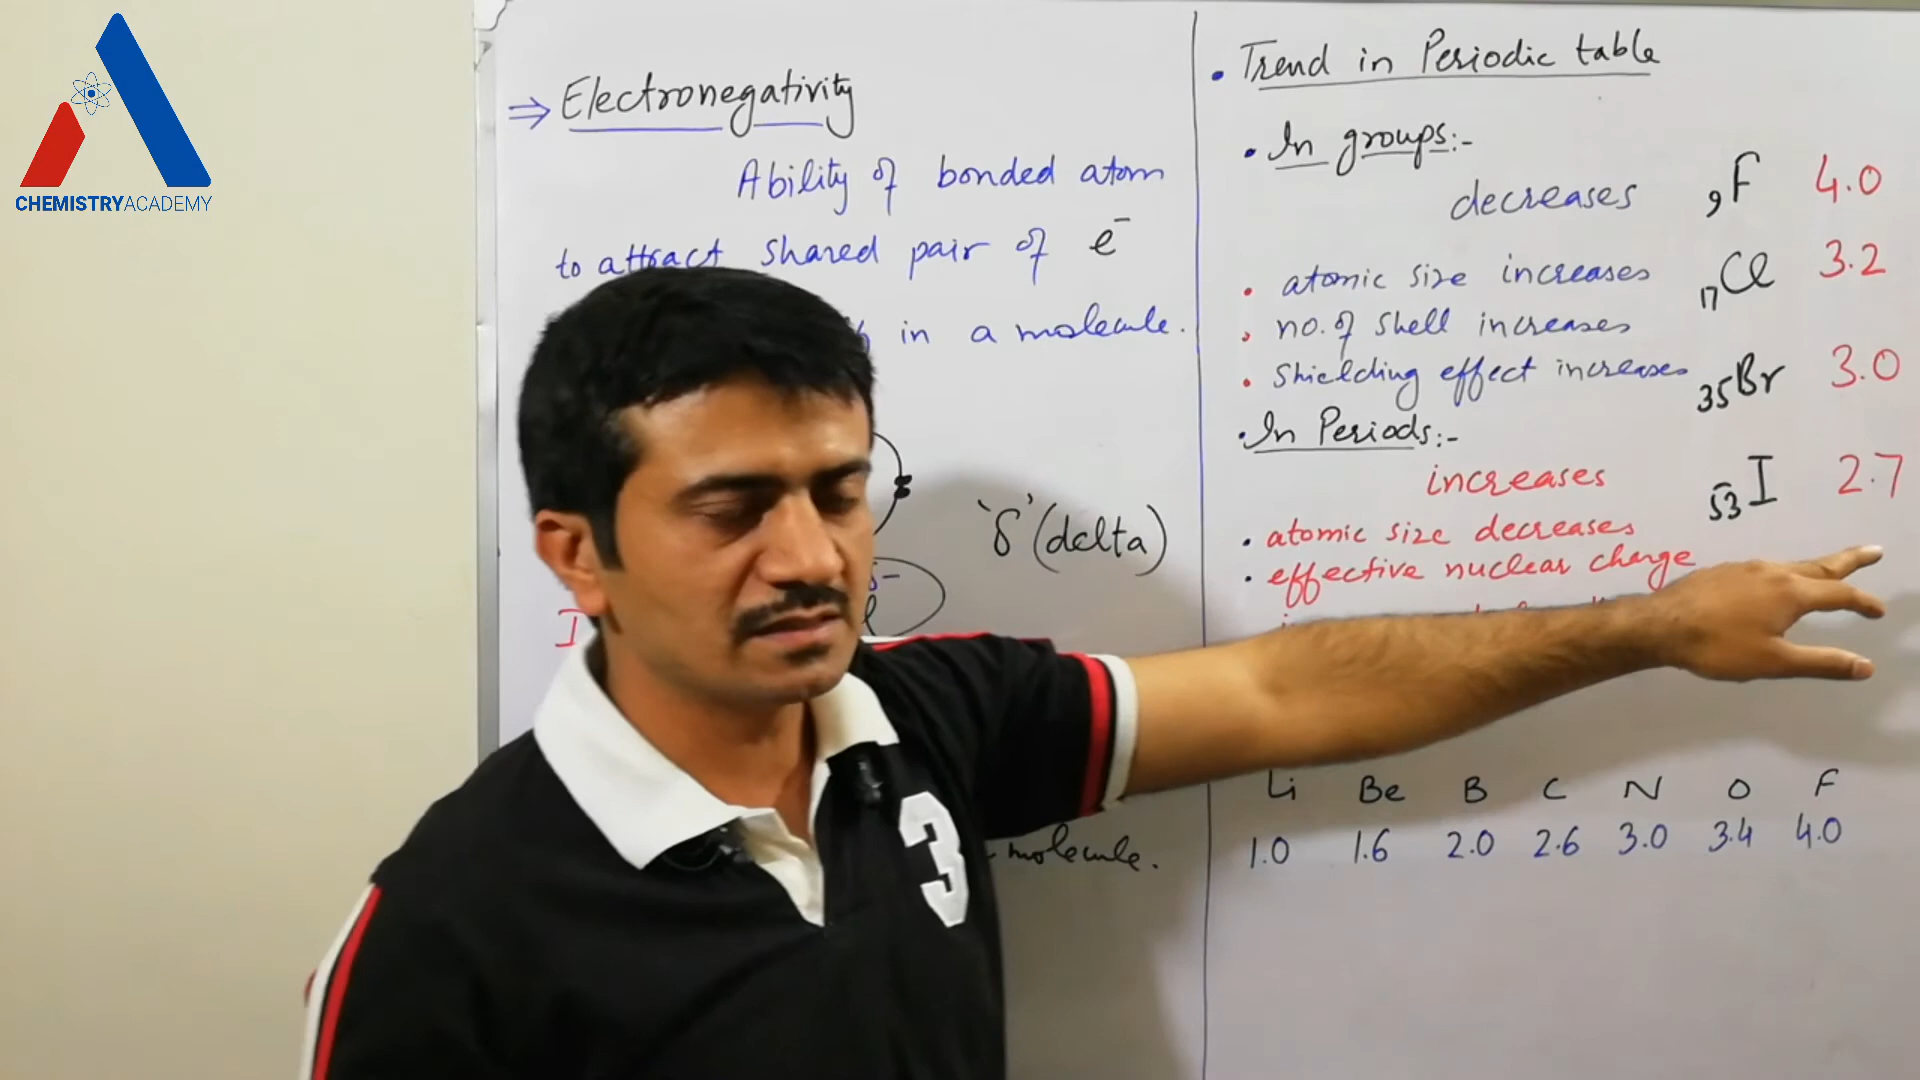 CHEMISTRYACADEMY
⇒ Electronegativity
Ability of bonded atom
to attract shared pair of e⁻
in a molecule.
'δ' (delta)
molecule.
3
• Trend in Periodic table
• In groups:-
decreases
• atomic size increases
• no. of shell increases
• shielding effect increases
₉F 4.0
₁₇Cl 3.2
₃₅Br 3.0
₅₃I 2.7
• In Periods:-
increases
• atomic size decreases
• effective nuclear charge
Li Be B C N O F
1.0 1.6 2.0 2.6 3.0 3.4 4.0